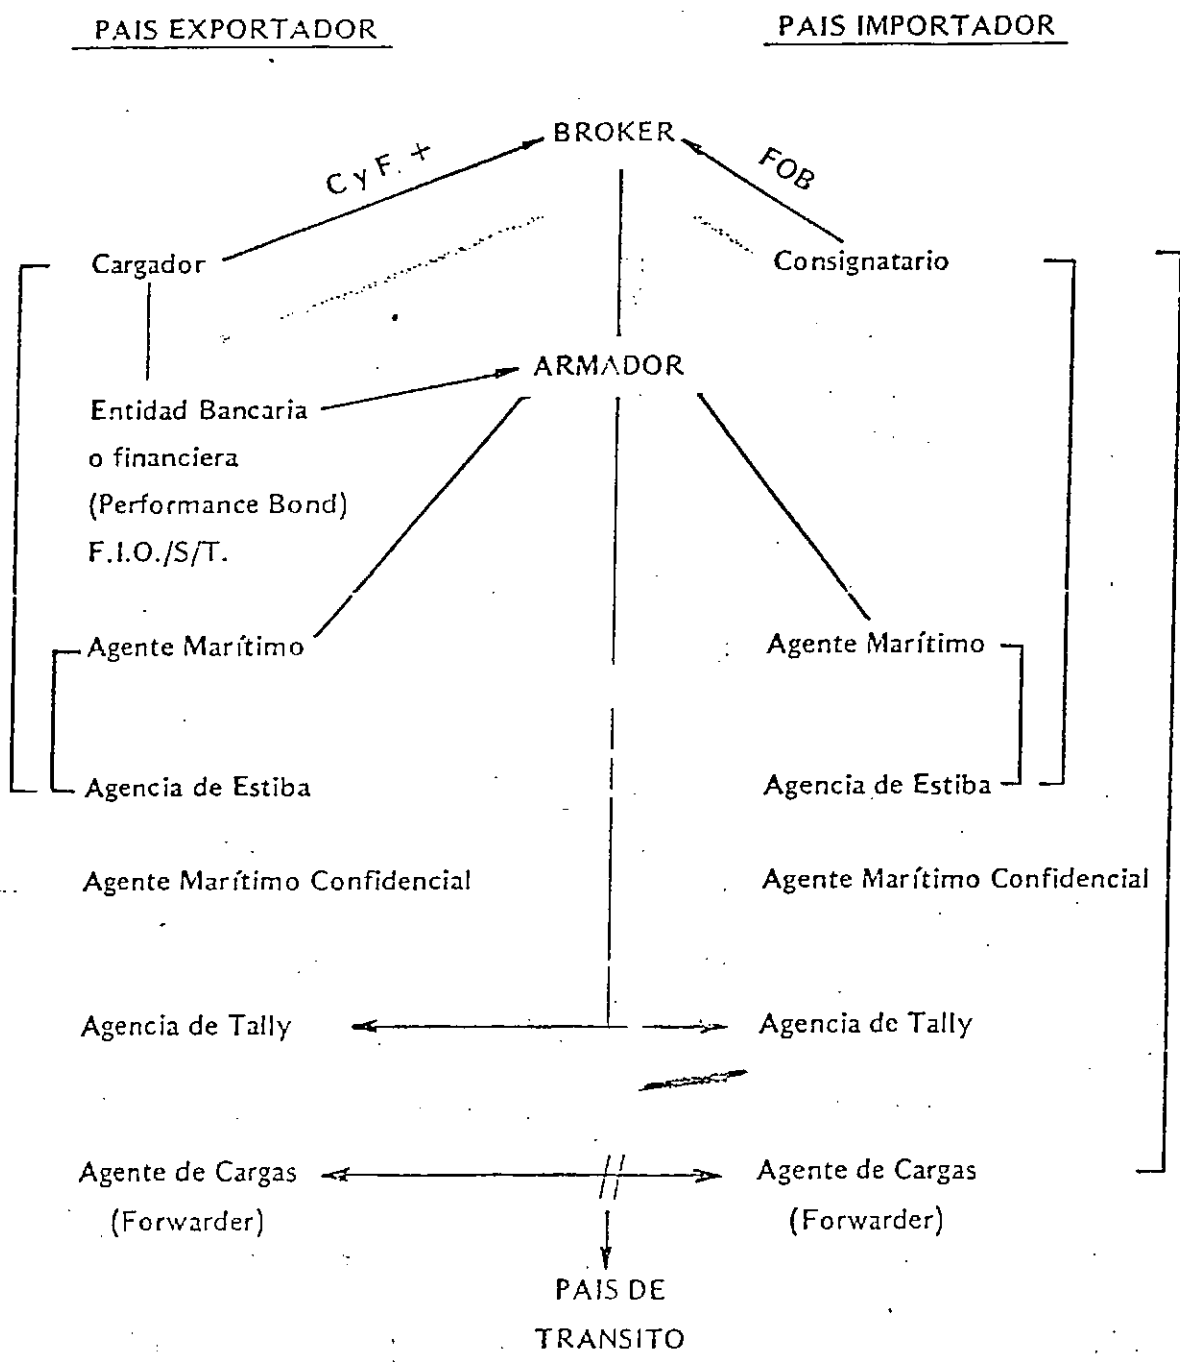 PAIS EXPORTADOR
PAIS IMPORTADOR
BROKER
C y F. +
FOB
Cargador
Consignatario
ARMADOR
Entidad Bancaria
o financiera
(Performance Bond)
F.I.O./S/T.
Agente Marítimo
Agente Marítimo
Agencia de Estiba
Agencia de Estiba
Agente Marítimo Confidencial
Agente Marítimo Confidencial
Agencia de Tally
Agencia de Tally
Agente de Cargas
(Forwarder)
Agente de Cargas
(Forwarder)
PAIS DE
TRANSITO